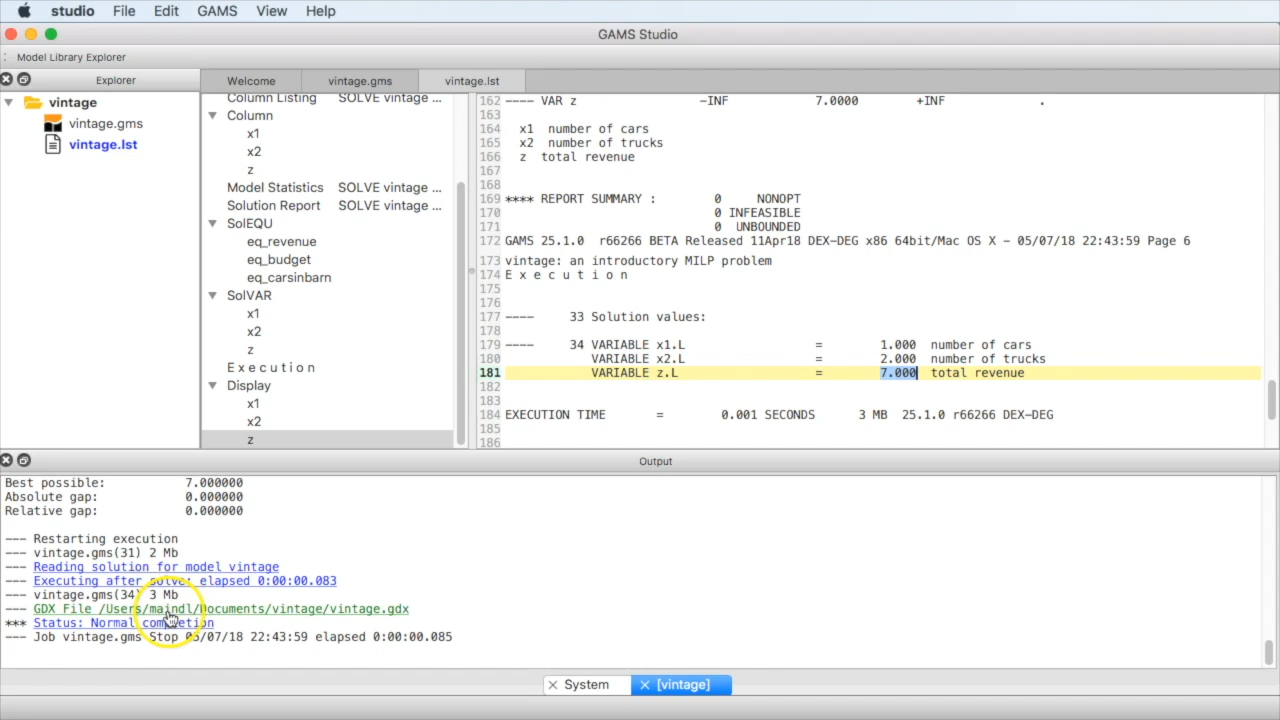 studio File Edit GAMS View Help
GAMS Studio
Model Library Explorer
Explorer
vintage
vintage.gms
vintage.lst
Welcome vintage.gms vintage.lst
Column Listing SOLVE vintage ...
Column
x1
x2
z
Model Statistics SOLVE vintage ...
Solution Report SOLVE vintage ...
SolEQU
eq_revenue
eq_budget
eq_carsinbarn
SolVAR
x1
x2
z
E x e c u t i o n
Display
x1
x2
z
162 ---- VAR z -INF 7.0000 +INF .
163
164 x1 number of cars
165 x2 number of trucks
166 z total revenue
167
168
169 **** REPORT SUMMARY : 0 NONOPT
170 0 INFEASIBLE
171 0 UNBOUNDED
172 GAMS 25.1.0 r66266 BETA Released 11Apr18 DEX-DEG x86 64bit/Mac OS X - 05/07/18 22:43:59 Page 6
173 vintage: an introductory MILP problem
174 E x e c u t i o n
175
176
177 ---- 33 Solution values:
178
179 ---- 34 VARIABLE x1.L = 1.000 number of cars
180 VARIABLE x2.L = 2.000 number of trucks
181 VARIABLE z.L = 7.000 total revenue
182
183
184 EXECUTION TIME = 0.001 SECONDS 3 MB 25.1.0 r66266 DEX-DEG
185
186
Output
Best possible: 7.000000
Absolute gap: 0.000000
Relative gap: 0.000000
--- Restarting execution
--- vintage.gms(31) 2 Mb
--- Reading solution for model vintage
--- Executing after solve: elapsed 0:00:00.083
--- vintage.gms(34) 3 Mb
--- GDX File /Users/maindl/Documents/vintage/vintage.gdx
*** Status: Normal completion
--- Job vintage.gms Stop 05/07/18 22:43:59 elapsed 0:00:00.085
System [vintage]